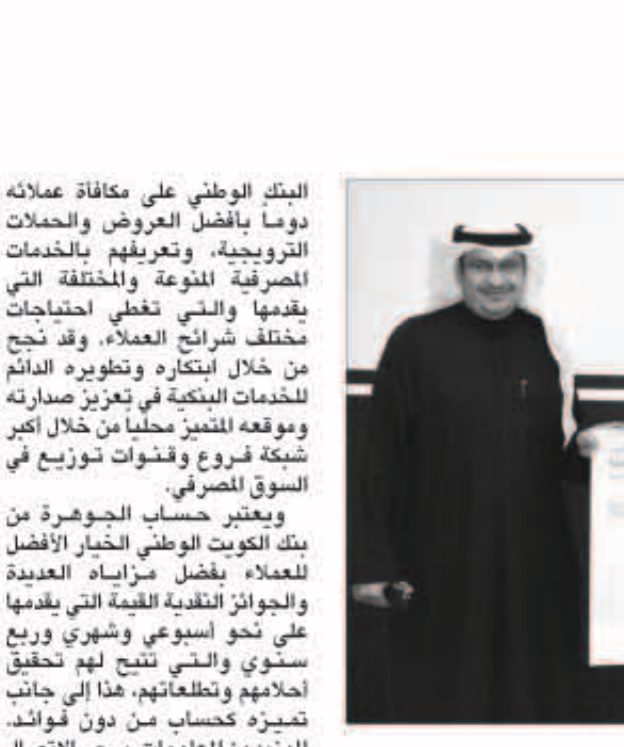 البنك الوطني على مكافأة عملائه
دوماً بأفضل العروض والحملات
الترويجية، وتعريفهم بالخدمات
المصرفية المنوعة والمختلفة التي
يقدمها والتي تغطي احتياجات
مختلف شرائح العملاء. وقد نجح
من خلال ابتكاره وتطويره الدائم
للخدمات البنكية في تعزيز صدارته
وموقعه المتميز محلياً من خلال أكبر
شبكة فروع وقنوات توزيع في
السوق المصرفي.
ويعتبر حساب الجوهرة من
بنك الكويت الوطني الخيار الأفضل
للعملاء بفضل مزاياه العديدة
والجوائز النقدية القيمة التي يقدمها
على نحو أسبوعي وشهري وربع
سنوي والتي تتيح لهم تحقيق
أحلامهم وتطلعاتهم، هذا إلى جانب
تميزه كحساب من دون فوائد.